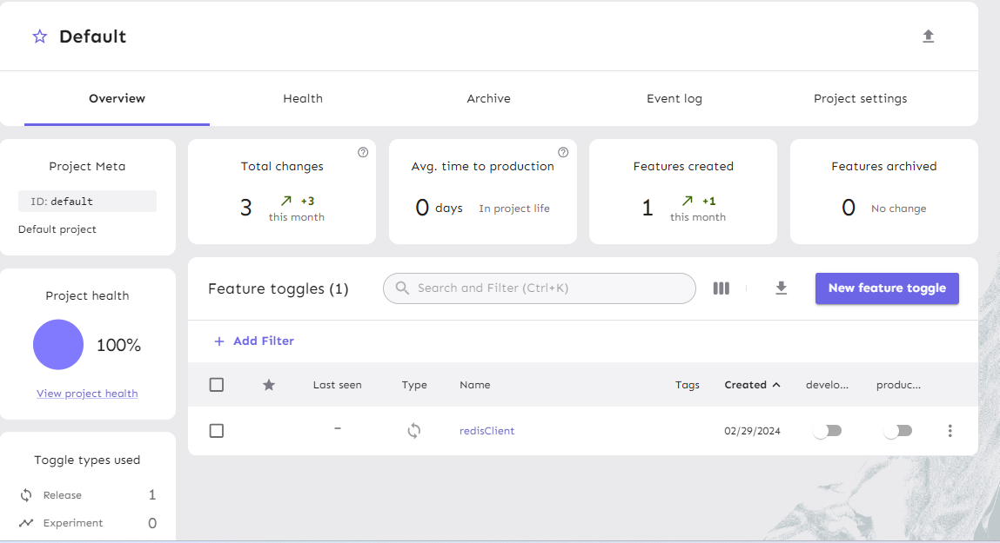 Default
Overview
Health
Archive
Event log
Project settings
Project Meta
ID: default
Default project
Total changes
3
+3
this month
Avg. time to production
0 days
In project life
Features created
1
+1
this month
Features archived
0
No change
Project health
100%
View project health
Toggle types used
Release 1
Experiment 0
Feature toggles (1)
Search and Filter (Ctrl+K)
New feature toggle
+ Add Filter
Last seen Type Name Tags Created develo... produc...
– redisClient 02/29/2024